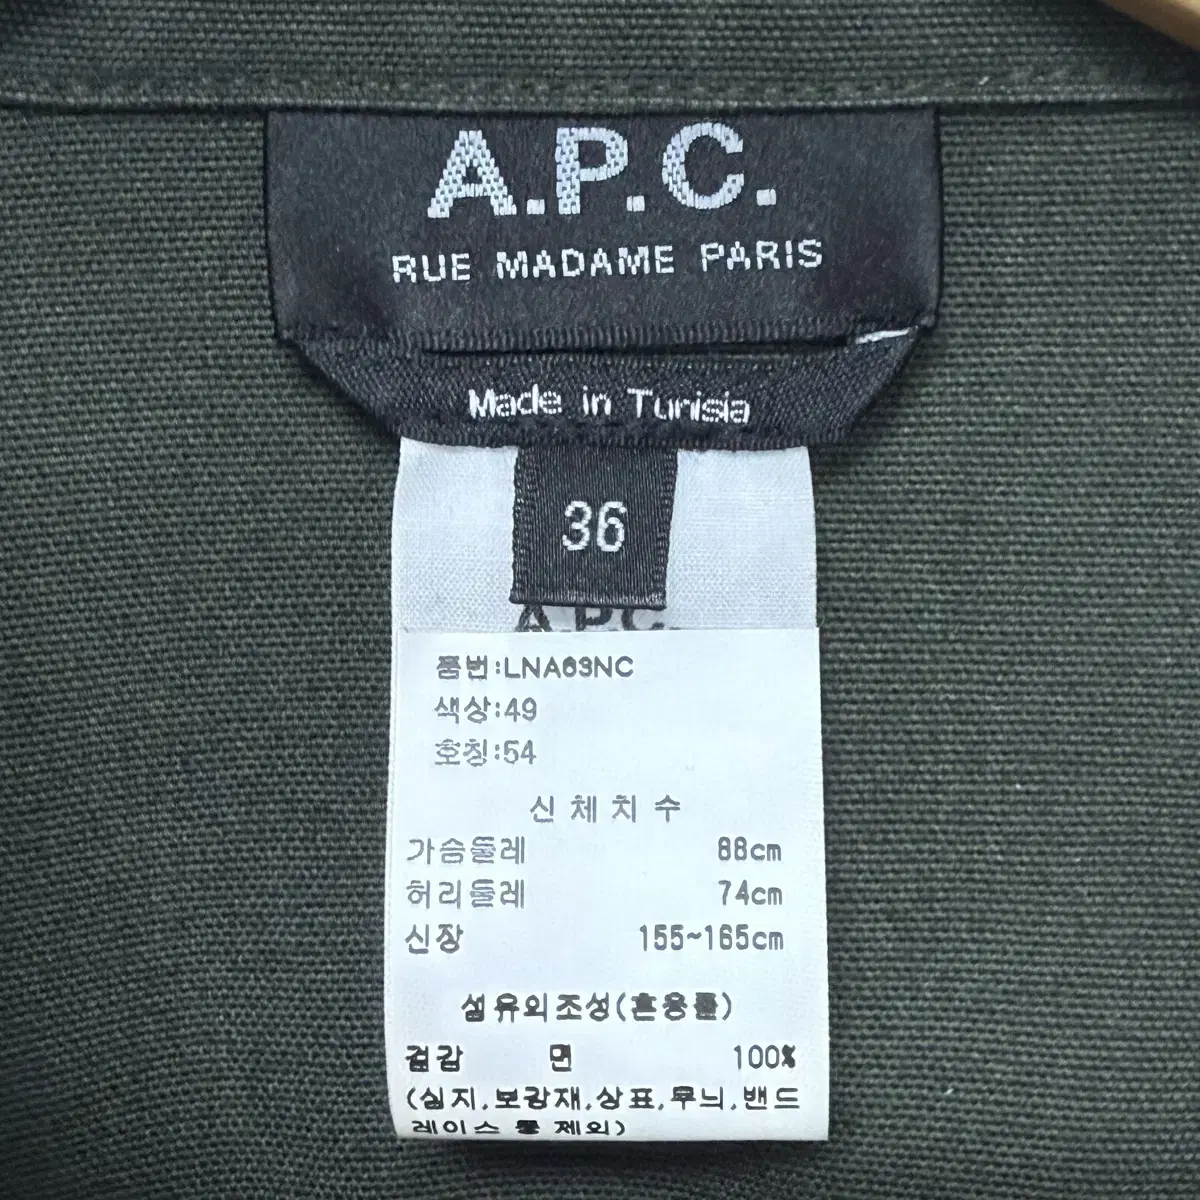 A.P.C.
RUE MADAME PARIS
Made in Tunisia
36
A.P.C.
품번:LNA63NC
색상:49
호칭:54
신체치수
가슴둘레 88cm
허리둘레 74cm
신장 155~165cm
섬유의조성(혼용률)
겉감 면 100%
(심지,보강재,상표,무늬,밴드
레이스 등 제외)